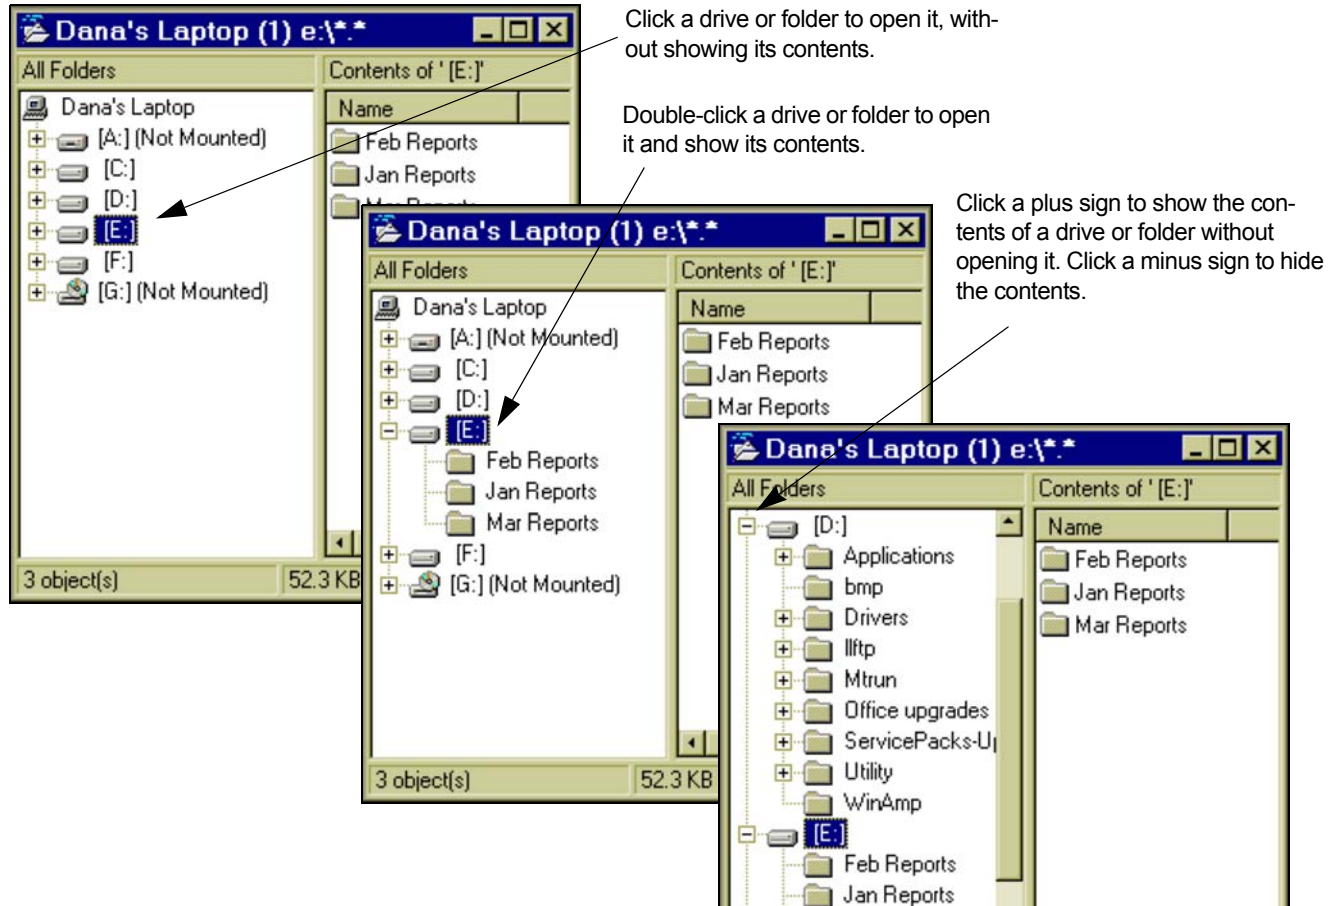 Click a drive or folder to open it, with-
out showing its contents.
Double-click a drive or folder to open
it and show its contents.
Click a plus sign to show the con-
tents of a drive or folder without
opening it. Click a minus sign to hide
the contents.
Dana's Laptop (1) e:\*.*
All Folders
Contents of ' [E:]'
Dana's Laptop
[A:] (Not Mounted)
[C:]
[D:]
[E:]
[F:]
[G:] (Not Mounted)
Name
Feb Reports
Jan Reports
Mar Reports
3 object(s)
52.3 KB
Dana's Laptop (1) e:\*.*
All Folders
Contents of ' [E:]'
Dana's Laptop
[A:] (Not Mounted)
[C:]
[D:]
[E:]
Feb Reports
Jan Reports
Mar Reports
[F:]
[G:] (Not Mounted)
Name
Feb Reports
Jan Reports
Mar Reports
3 object(s)
52.3 KB
Dana's Laptop (1) e:\*.*
All Folders
Contents of ' [E:]'
[D:]
Applications
bmp
Drivers
llftp
Mtrun
Office upgrades
ServicePacks-U
Utility
WinAmp
[E:]
Feb Reports
Jan Reports
Name
Feb Reports
Jan Reports
Mar Reports